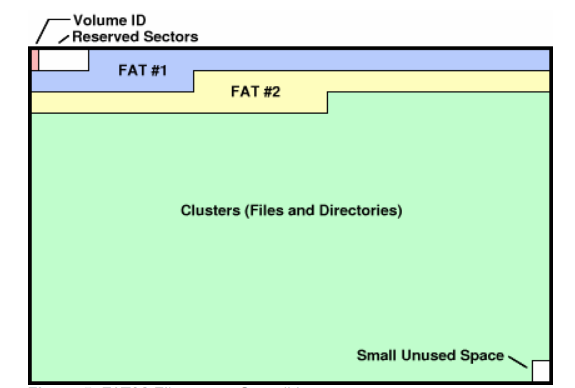 Volume ID
Reserved Sectors
FAT #1
FAT #2
Clusters (Files and Directories)
Small Unused Space